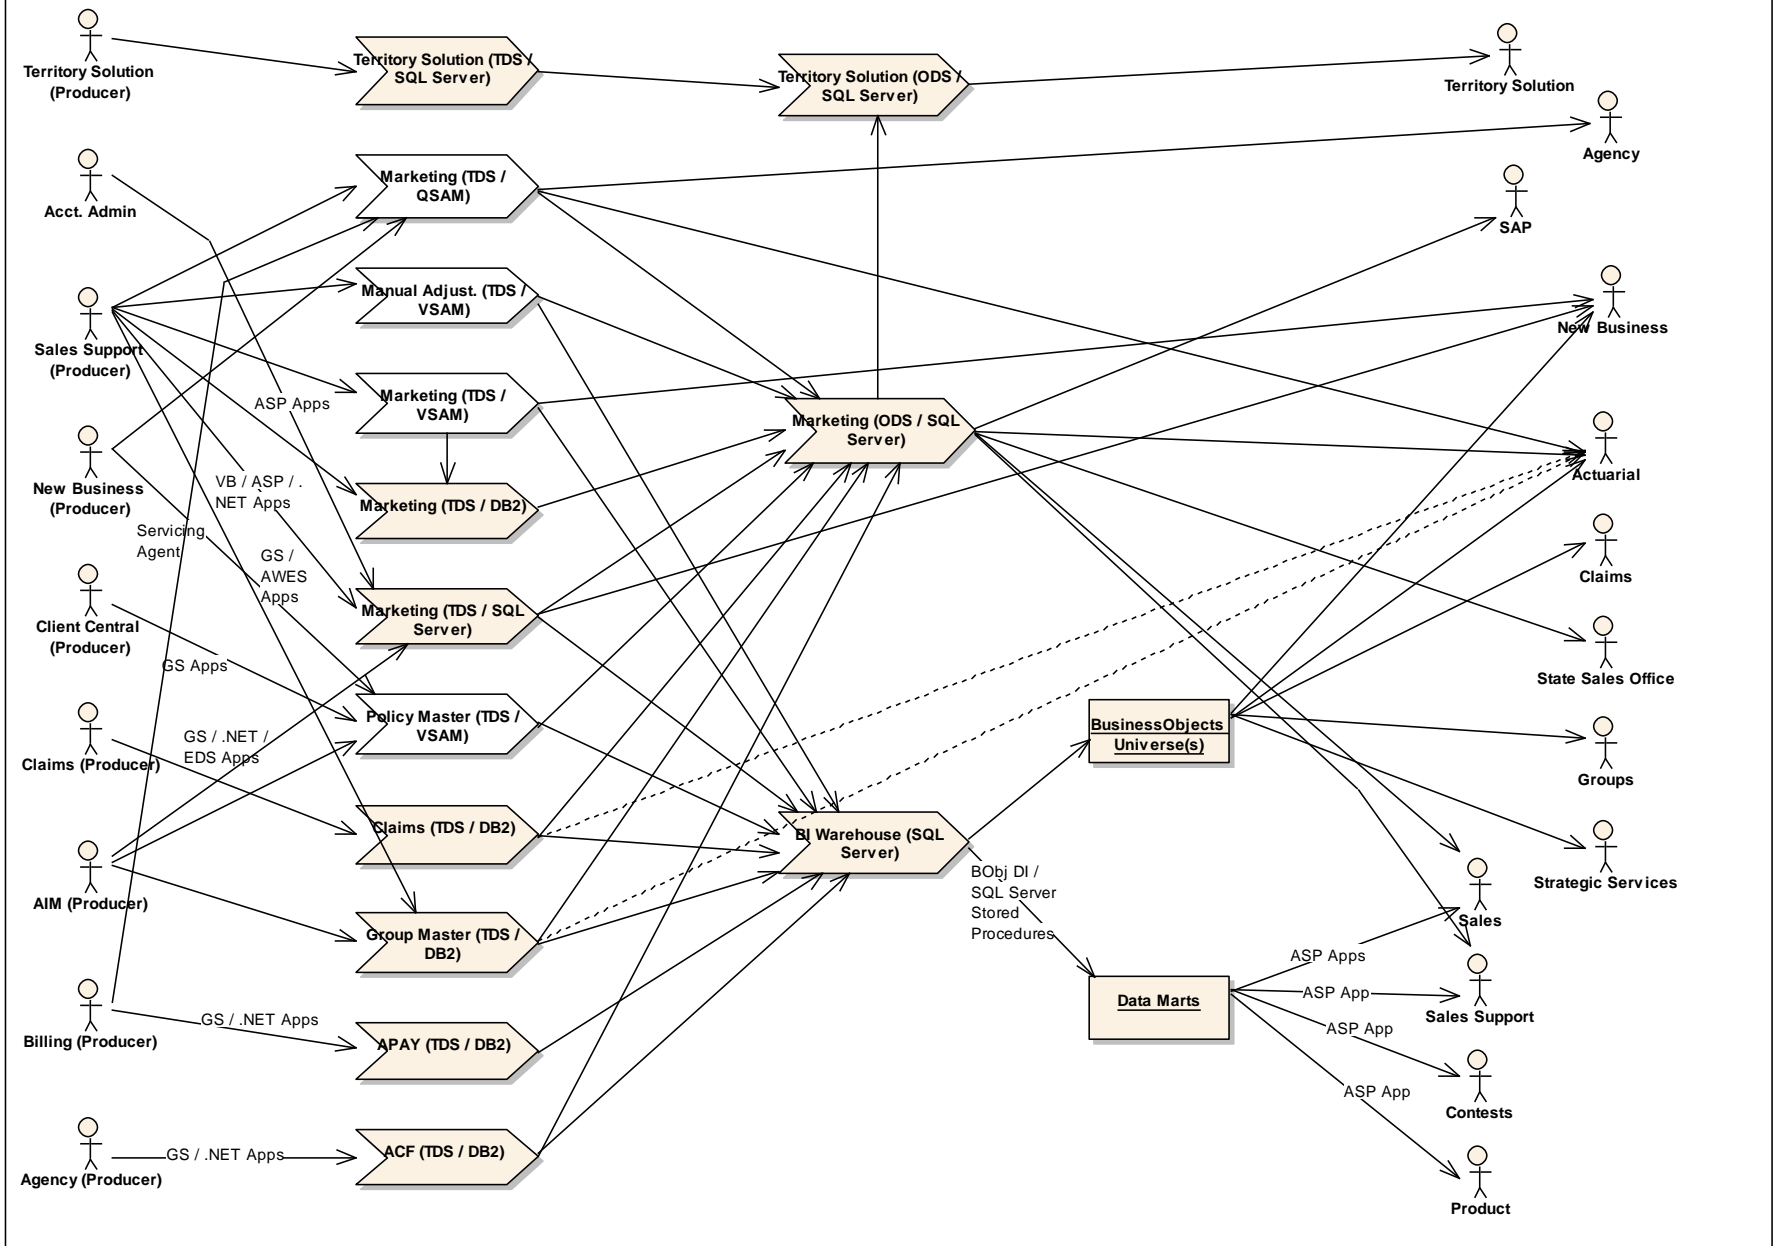 Territory Solution
(Producer)
Territory Solution (TDS /
SQL Server)
Territory Solution (ODS /
SQL Server)
Territory Solution
Agency
Acct. Admin
Marketing (TDS /
QSAM)
SAP
Sales Support
(Producer)
Manual Adjust. (TDS /
VSAM)
New Business
ASP Apps
Marketing (TDS /
VSAM)
Marketing (ODS / SQL
Server)
New Business
(Producer)
VB / ASP / .
NET Apps
Marketing (TDS / DB2)
Actuarial
Servicing
Agent
GS /
AWES
Apps
Claims
Client Central
(Producer)
Marketing (TDS / SQL
Server)
GS Apps
State Sales Office
Claims (Producer)
GS / .NET /
EDS Apps
Policy Master (TDS /
VSAM)
BusinessObjects
Universe(s)
Groups
Claims (TDS / DB2)
BI Warehouse (SQL
Server)
Strategic Services
AIM (Producer)
BObj DI /
SQL Server
Stored
Procedures
Sales
Group Master (TDS /
DB2)
ASP Apps
Data Marts
ASP App
Sales Support
Billing (Producer)
GS / .NET Apps
APAY (TDS / DB2)
ASP App
Contests
ASP App
Agency (Producer)
GS / .NET Apps
ACF (TDS / DB2)
Product